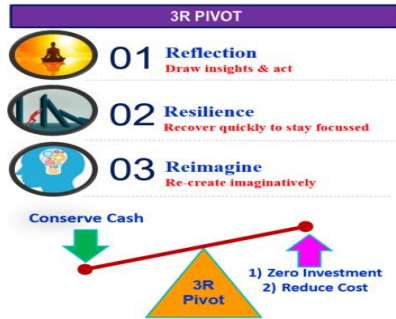 3R PIVOT
01 Reflection
Draw insights & act
02 Resilience
Recover quickly to stay focussed
03 Reimagine
Re-create imaginatively
Conserve Cash
1) Zero Investment
2) Reduce Cost
3R
Pivot